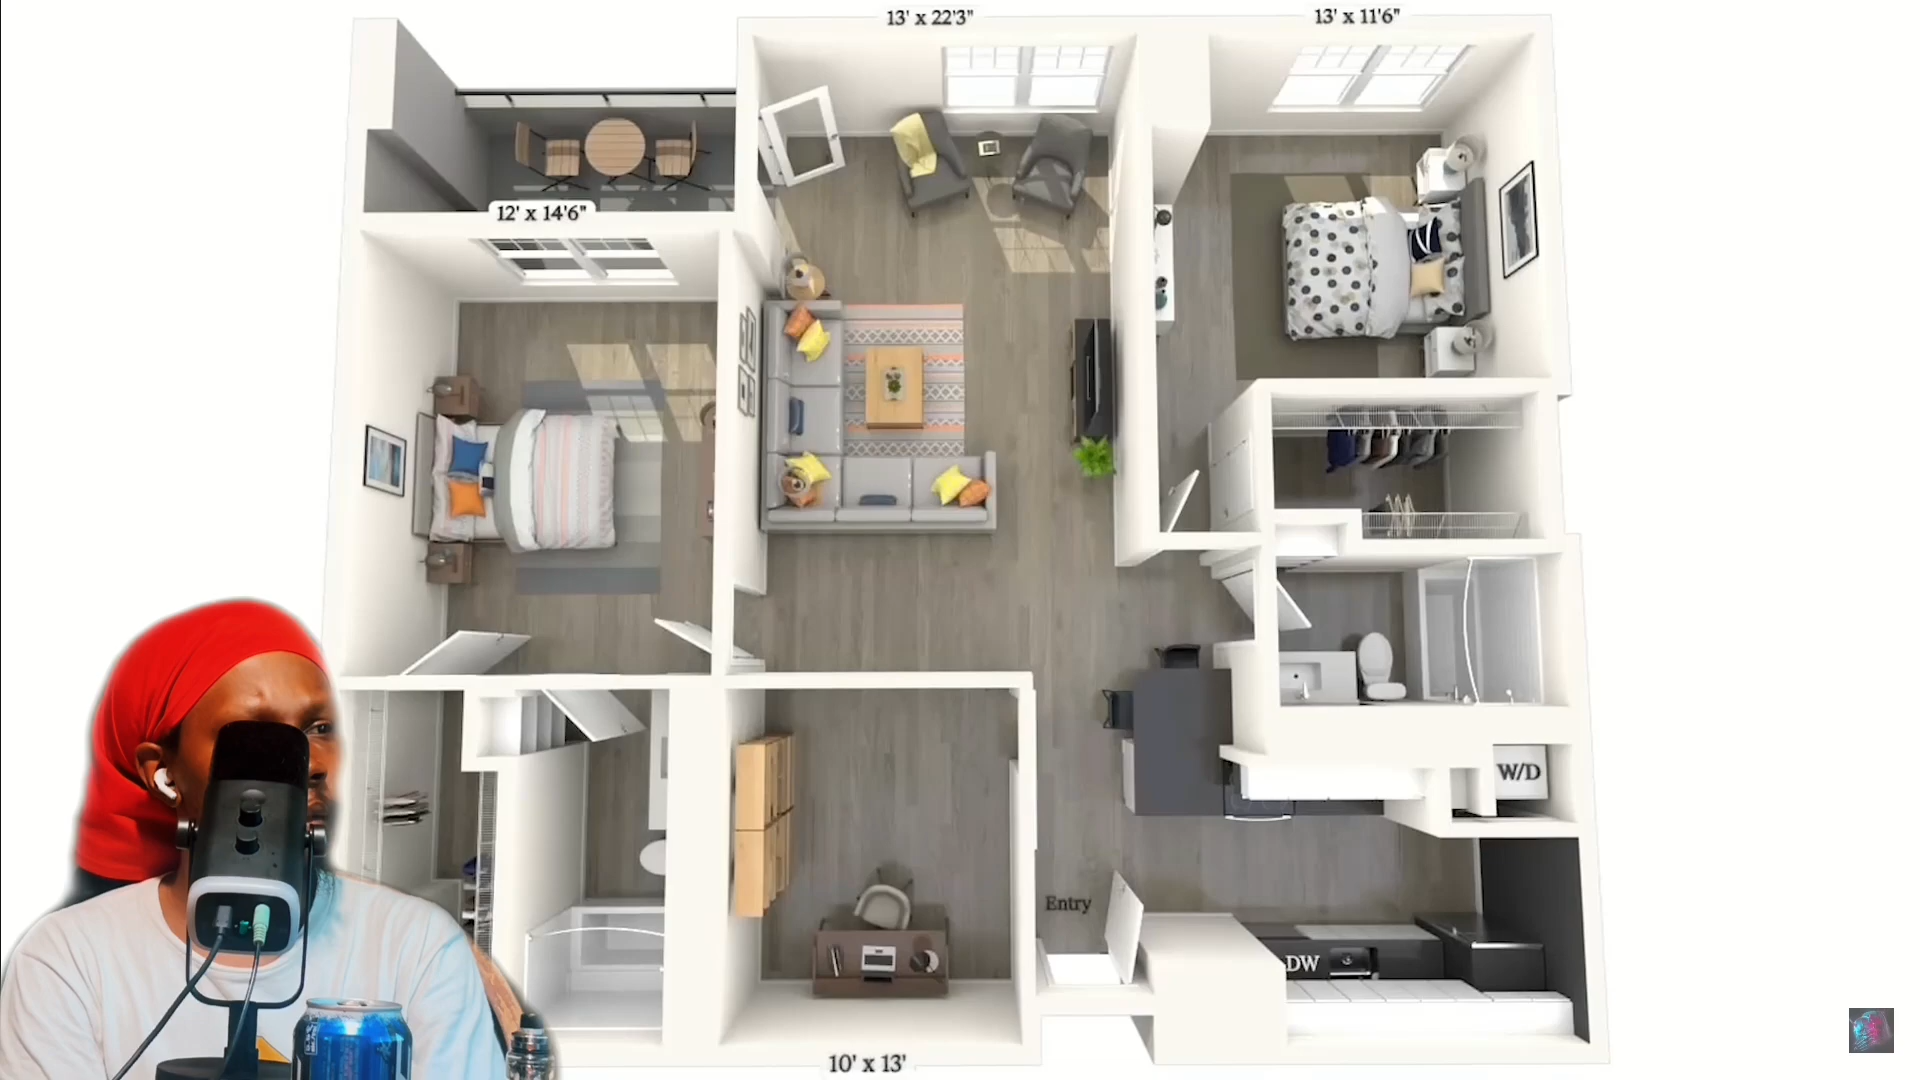 13' x 22'3"
13' x 11'6"
12' x 14'6"
W/D
Entry
DW
10' x 13'